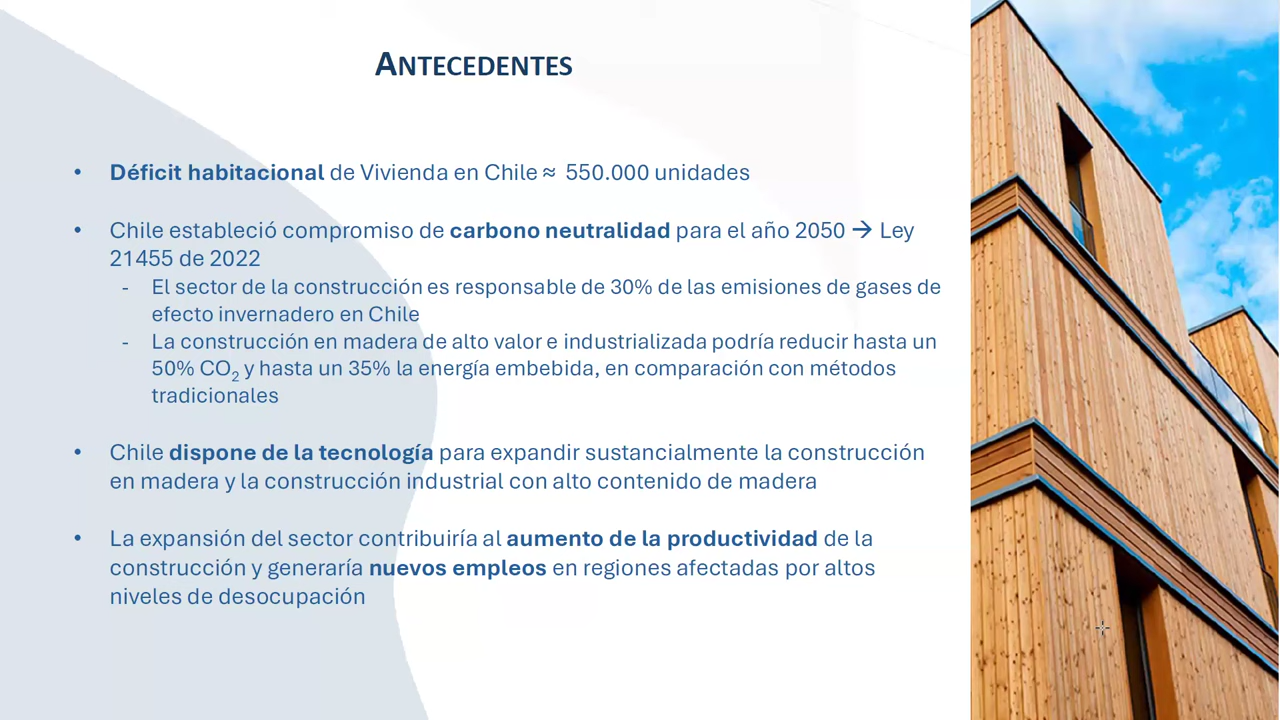 ANTECEDENTES
• Déficit habitacional de Vivienda en Chile ≈ 550.000 unidades
• Chile estableció compromiso de carbono neutralidad para el año 2050 → Ley
21455 de 2022
- El sector de la construcción es responsable de 30% de las emisiones de gases de
efecto invernadero en Chile
- La construcción en madera de alto valor e industrializada podría reducir hasta un
50% CO₂ y hasta un 35% la energía embebida, en comparación con métodos
tradicionales
• Chile dispone de la tecnología para expandir sustancialmente la construcción
en madera y la construcción industrial con alto contenido de madera
• La expansión del sector contribuiría al aumento de la productividad de la
construcción y generaría nuevos empleos en regiones afectadas por altos
niveles de desocupación